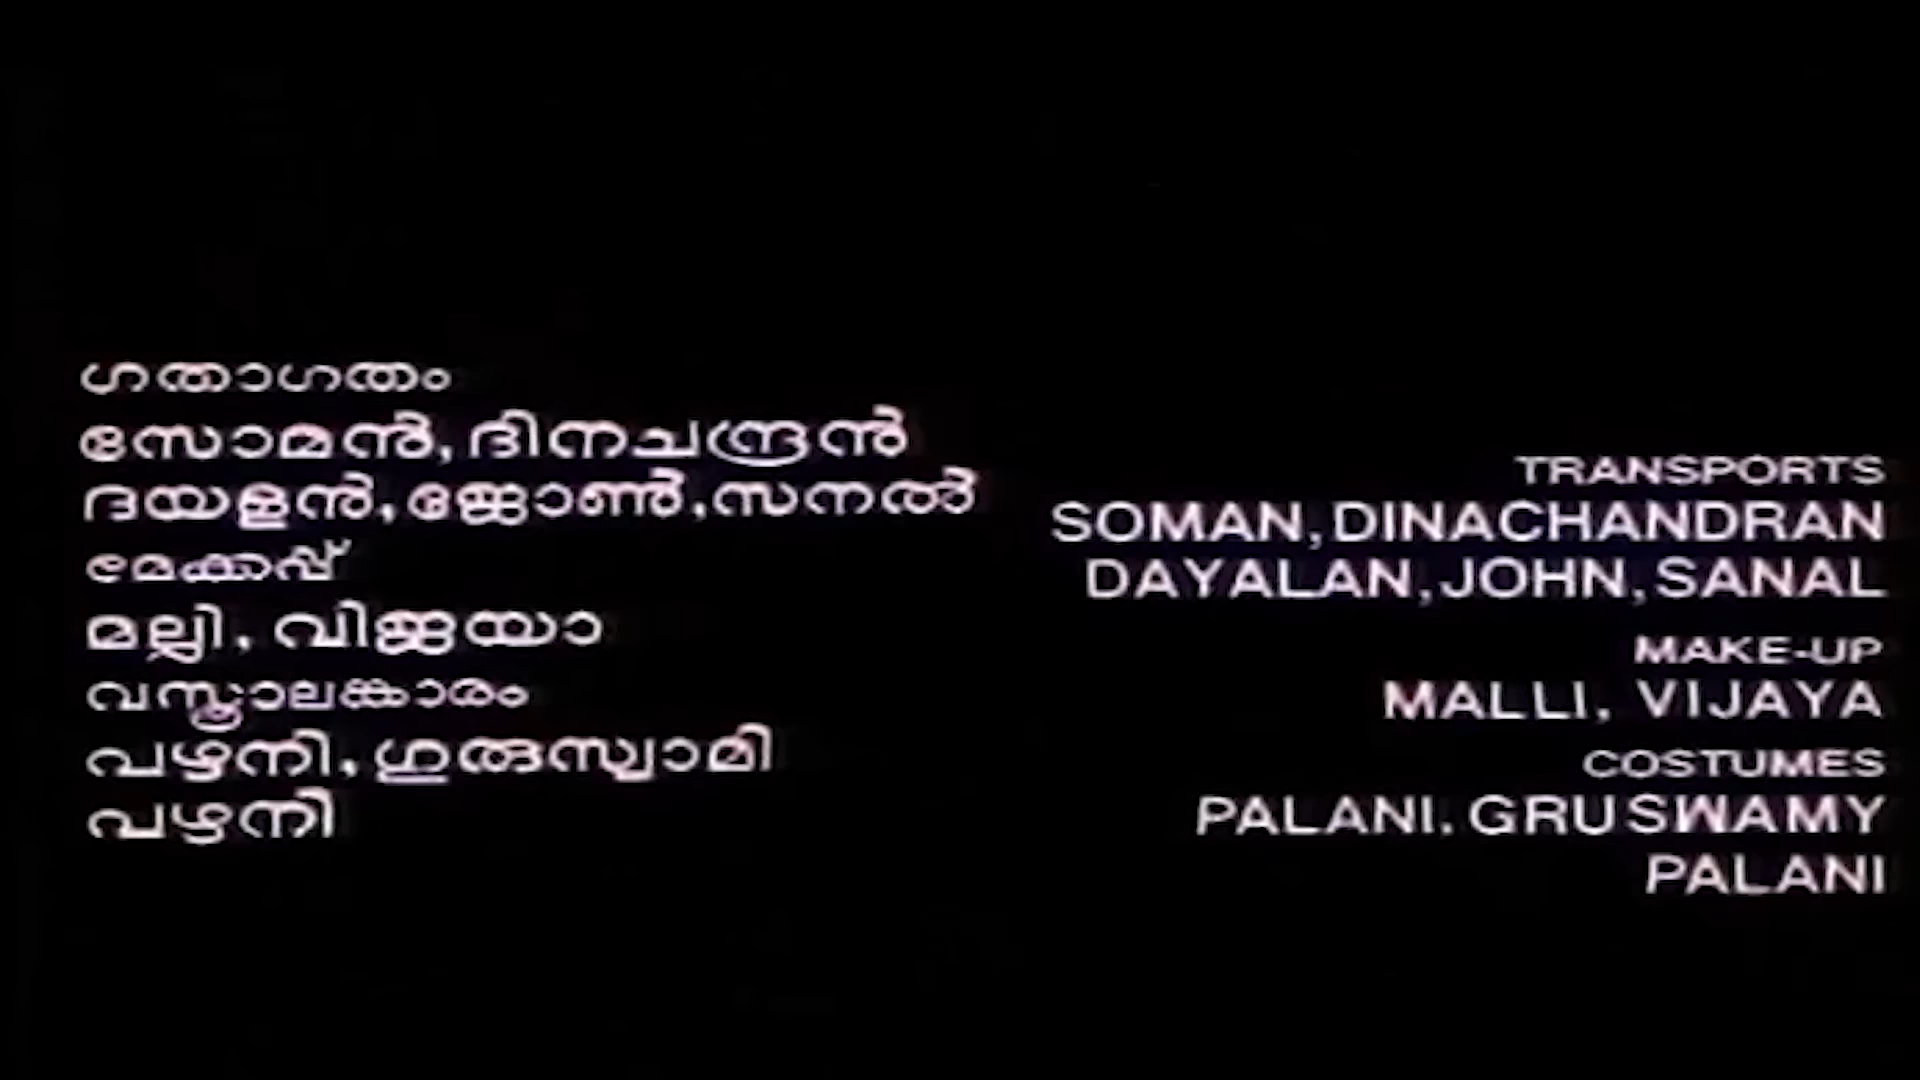 ഗതാഗതം
സോമൻ, ദിനചന്ദ്രൻ
ദയളൻ, ജോൺ, സനൽ
മേക്കപ്പ്
മല്ലി, വിജയാ
വസ്ത്രാലങ്കാരം
പഴനി, ഗുരുസ്വാമി
പഴനി
TRANSPORTS
SOMAN, DINACHANDRAN
DAYALAN, JOHN, SANAL
MAKE-UP
MALLI, VIJAYA
COSTUMES
PALANI, GRUSWAMY
PALANI